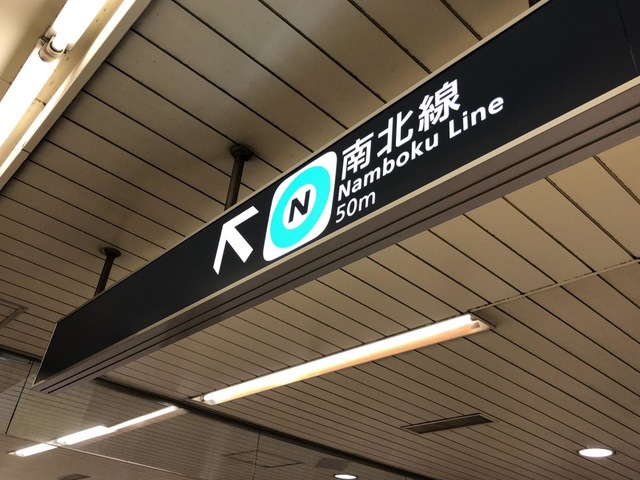 N
南北線
Namboku Line
50m